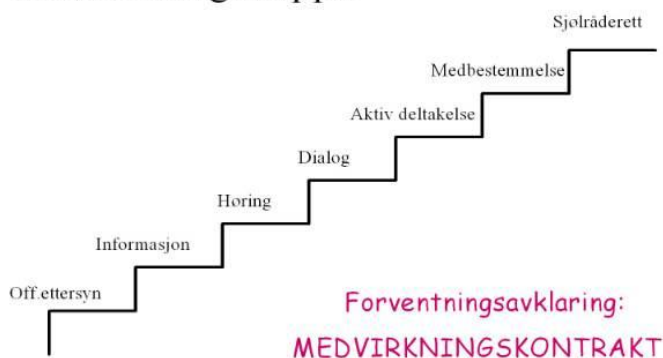 Sjølråderett
Medbestemmelse
Aktiv deltakelse
Dialog
Høring
Informasjon
Off.ettersyn
Forventningsavklaring:
MEDVIRKNINGSKONTRAKT